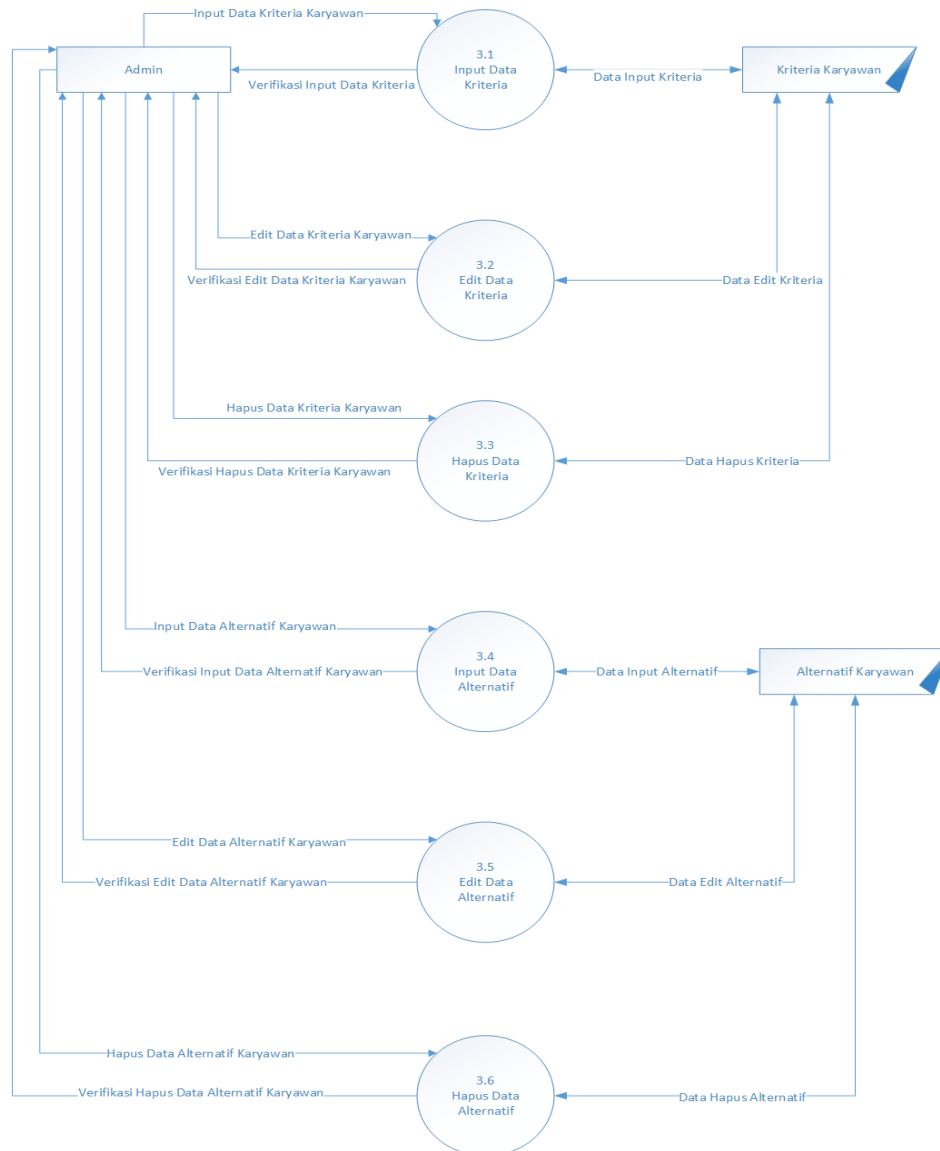 Input Data Kriteria Karyawan
Admin
Verifikasi Input Data Kriteria
3.1
Input Data
Kriteria
Data Input Kriteria
Kriteria Karyawan
Edit Data Kriteria Karyawan
Verifikasi Edit Data Kriteria Karyawan
3.2
Edit Data
Kriteria
Data Edit Kriteria
Hapus Data Kriteria Karyawan
Verifikasi Hapus Data Kriteria Karyawan
3.3
Hapus Data
Kriteria
Data Hapus Kriteria
Input Data Alternatif Karyawan
Verifikasi Input Data Alternatif Karyawan
3.4
Input Data
Alternatif
Data Input Alternatif
Alternatif Karyawan
Edit Data Alternatif Karyawan
Verifikasi Edit Data Alternatif Karyawan
3.5
Edit Data
Alternatif
Data Edit Alternatif
Hapus Data Alternatif Karyawan
Verifikasi Hapus Data Alternatif Karyawan
3.6
Hapus Data
Alternatif
Data Hapus Alternatif